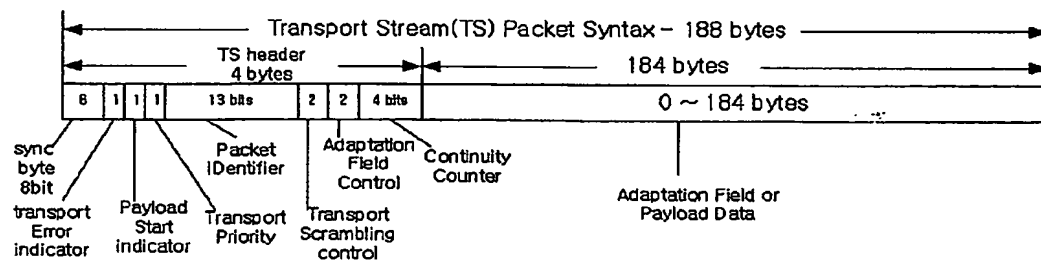 Transport Stream(TS) Packet Syntax - 188 bytes
TS header
4 bytes
184 bytes
8 1 1 1 13 bits 2 2 4 bits 0 ~ 184 bytes
sync
byte
8bit
transport
Error
indicator
Payload
Start
indicator
Transport
Priority
Packet
IDentifier
Transport
Scrambling
control
Adaptation
Field
Control
Continuity
Counter
Adaptation Field or
Payload Data